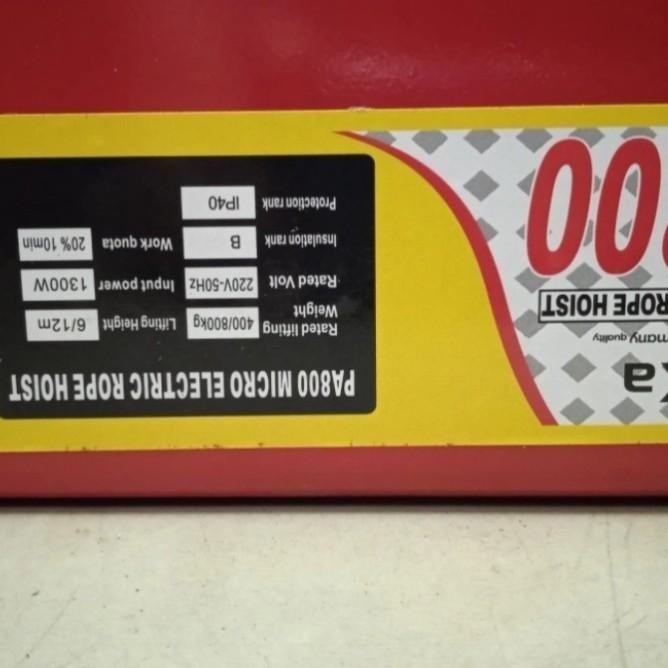 PA800 MICRO ELECTRIC ROPE HOIST
Rated lifting Weight 400/800kg Lifting Height 6/12m
Rated Volt 220V-50Hz Input power 1300W
Insulation rank B Work quota 20% 10min
Protection rank IP40
many quality
ROPE HOIST
00